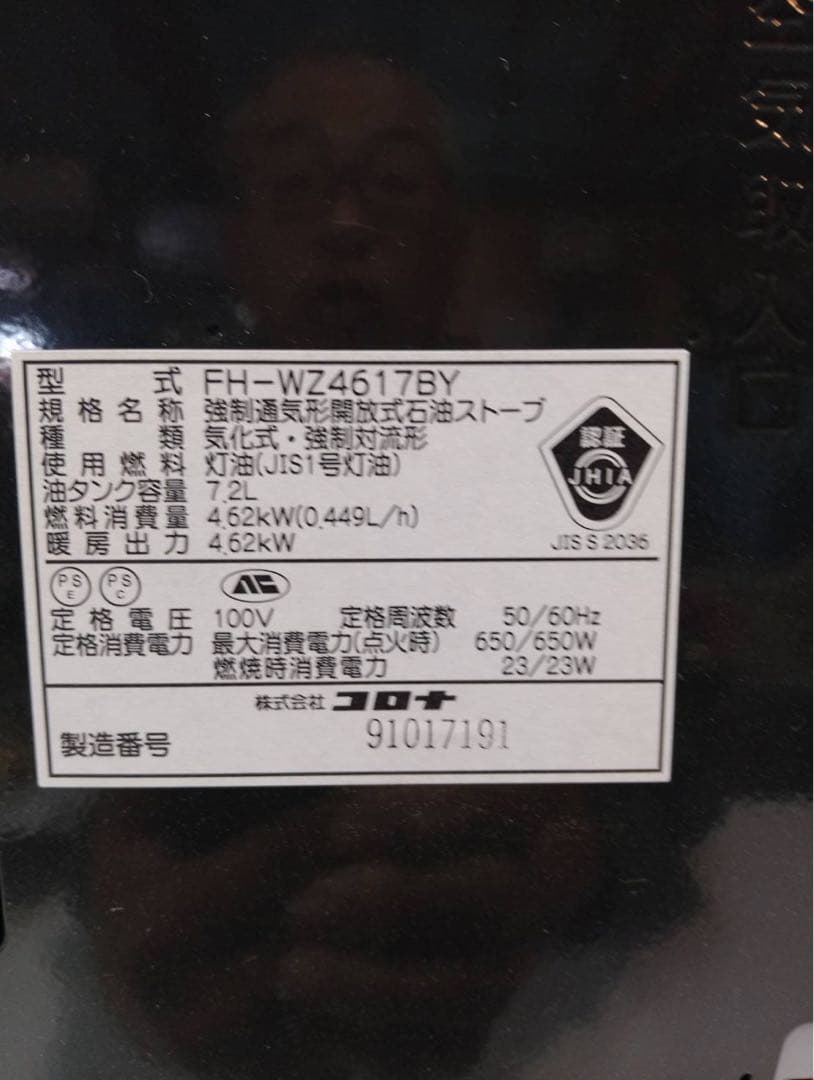 空気取入口
型式 FH-WZ4617BY
規格名称 強制通気形開放式石油ストーブ
種類 気化式・強制対流形
使用燃料 灯油(JIS1号灯油)
油タンク容量 7.2L
燃料消費量 4.62kW(0.449L/h)
暖房出力 4.62kW
認証
JHIA
JIS S 2036
PS E PS C
定格電圧 100V 定格周波数 50/60Hz
定格消費電力 最大消費電力(点火時) 650/650W
燃焼時消費電力 23/23W
株式会社 コロナ
製造番号 91017191